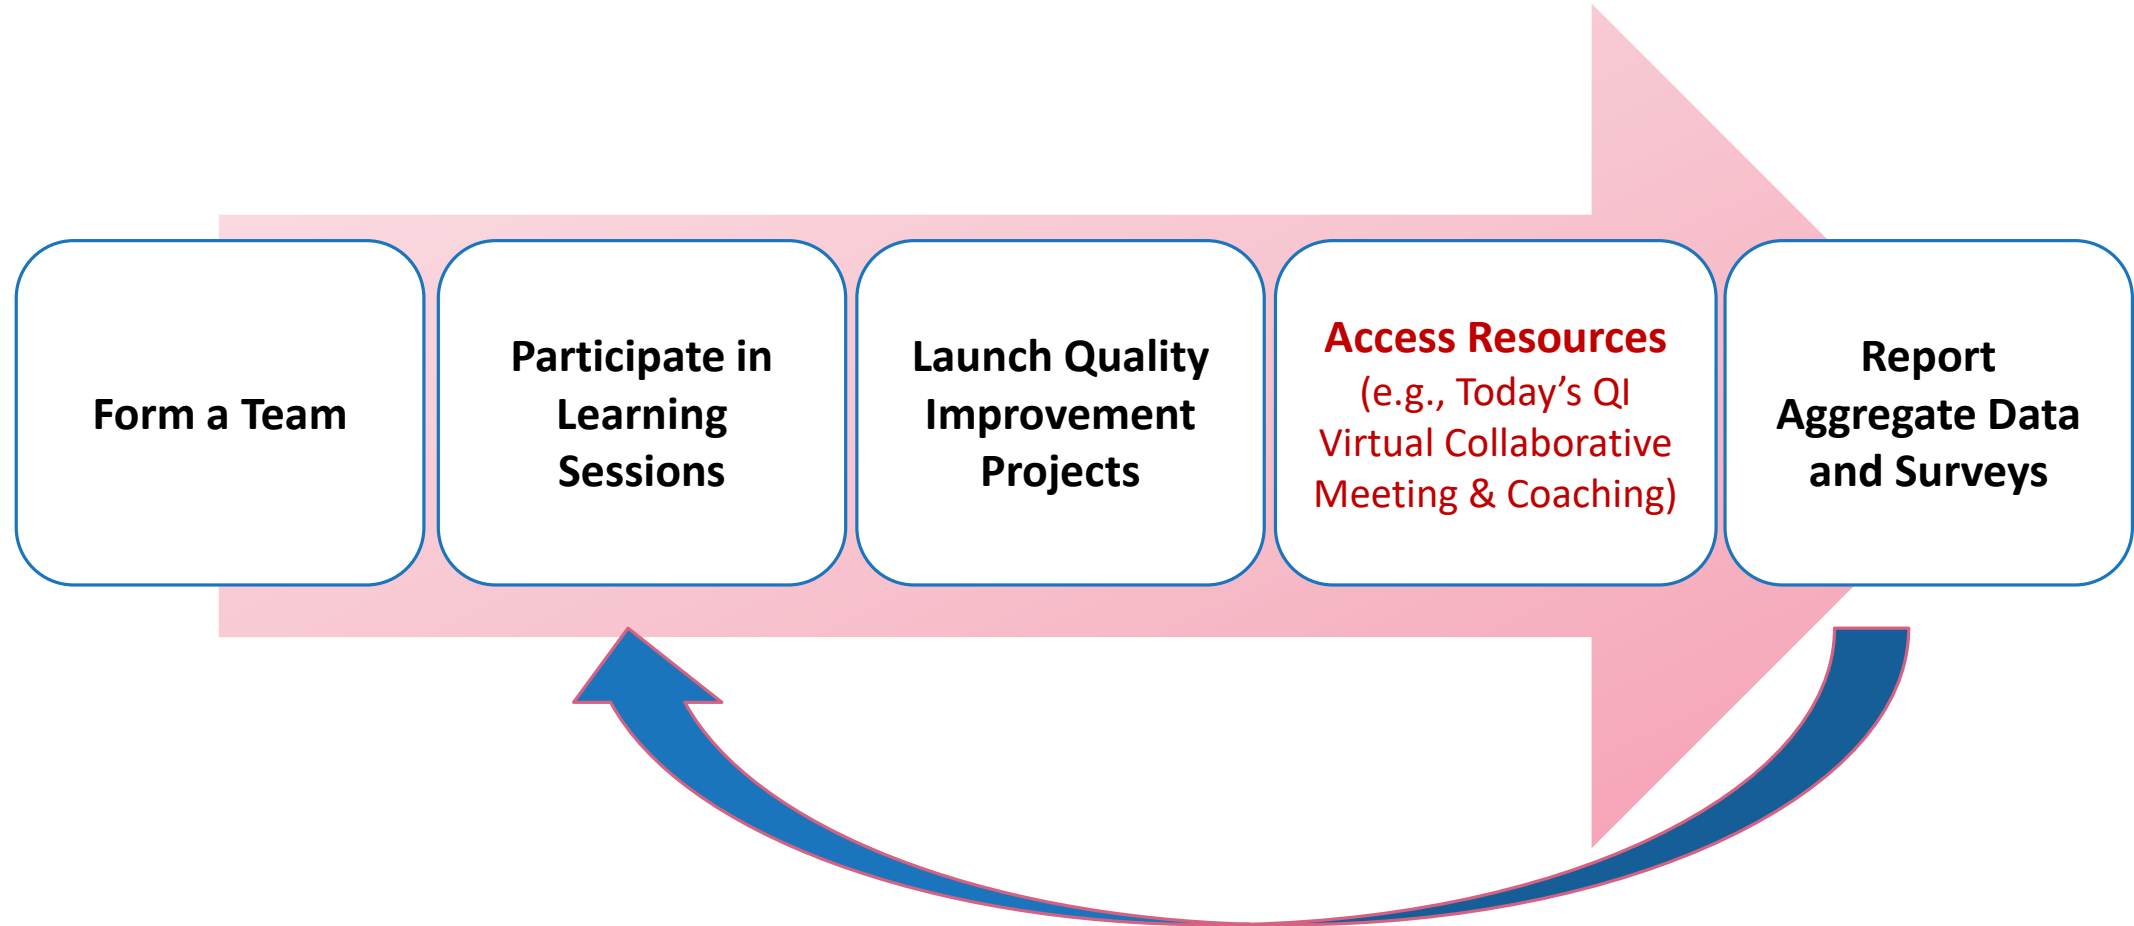 Form a Team
Participate in
Learning
Sessions
Launch Quality
Improvement
Projects
Access Resources
(e.g., Today’s QI
Virtual Collaborative
Meeting & Coaching)
Report
Aggregate Data
and Surveys